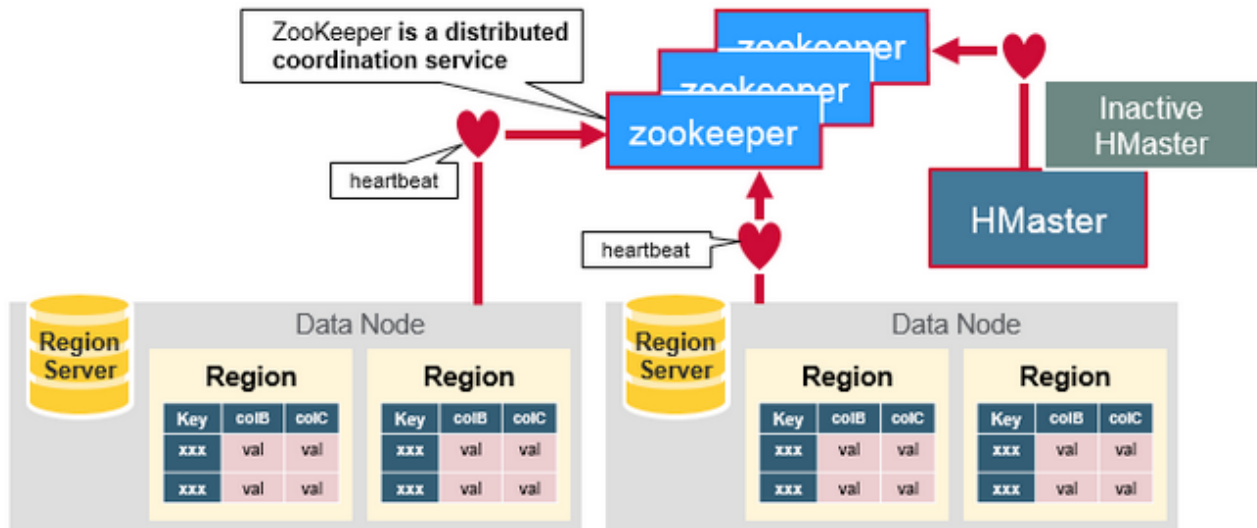 ZooKeeper is a distributed
coordination service
zookeeper
zookeeper
zookeeper
Inactive
HMaster
HMaster
heartbeat
heartbeat
Region
Server
Data Node
Region
Key colB colC
xxx val val
xxx val val
Region
Key colB colC
xxx val val
xxx val val
Region
Server
Data Node
Region
Key colB colC
xxx val val
xxx val val
Region
Key colB colC
xxx val val
xxx val val